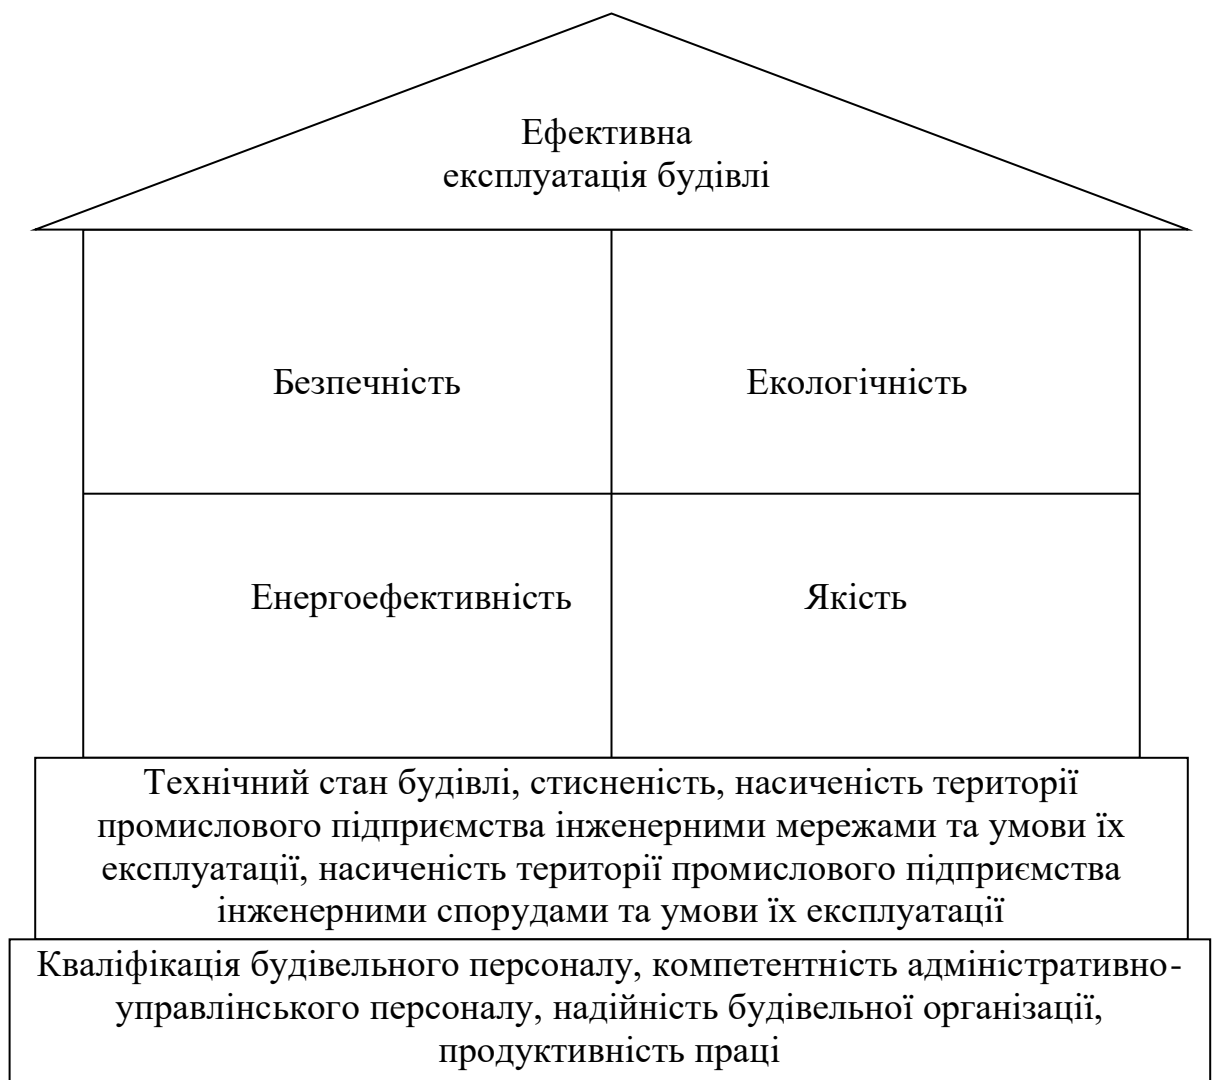 Ефективна
експлуатація будівлі
Безпечність
Екологічність
Енергоефективність
Якість
Технічний стан будівлі, стисненість, насиченість території
промислового підприємства інженерними мережами та умови їх
експлуатації, насиченість території промислового підприємства
інженерними спорудами та умови їх експлуатації
Кваліфікація будівельного персоналу, компетентність адміністративно-
управлінського персоналу, надійність будівельної організації,
продуктивність праці